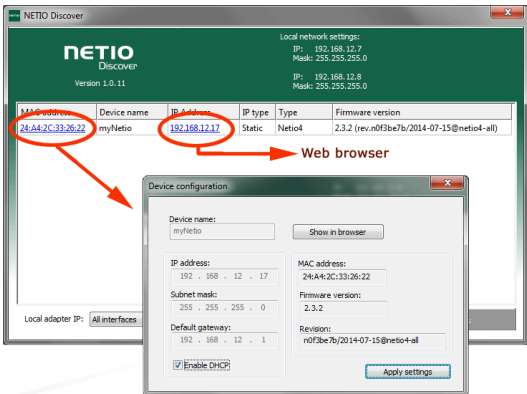 NETIO Discover
Local network settings:
IP: 192.168.12.7
Mask: 255.255.255.0
IP: 192.168.12.8
Mask: 255.255.255.0
NETIO
Discover
Version 1.0.11
MAC address Device name IP Address IP type Type Firmware version
24:A4:2C:33:26:22 myNetio 192.168.12.17 Static Netio4 2.3.2 (rev.n0f3be7b/2014-07-15@netio4-all)
Web browser
Device configuration
Device name:
myNetio
Show in browser
IP address:
192 . 168 . 12 . 17
MAC address:
24:A4:2C:33:26:22
Subnet mask:
255 . 255 . 255 . 0
Firmware version:
2.3.2
Default gateway:
192 . 168 . 12 . 1
Revision:
n0f3be7b/2014-07-15@netio4-all
Enable DHCP
Apply settings
Local adapter IP: All interfaces